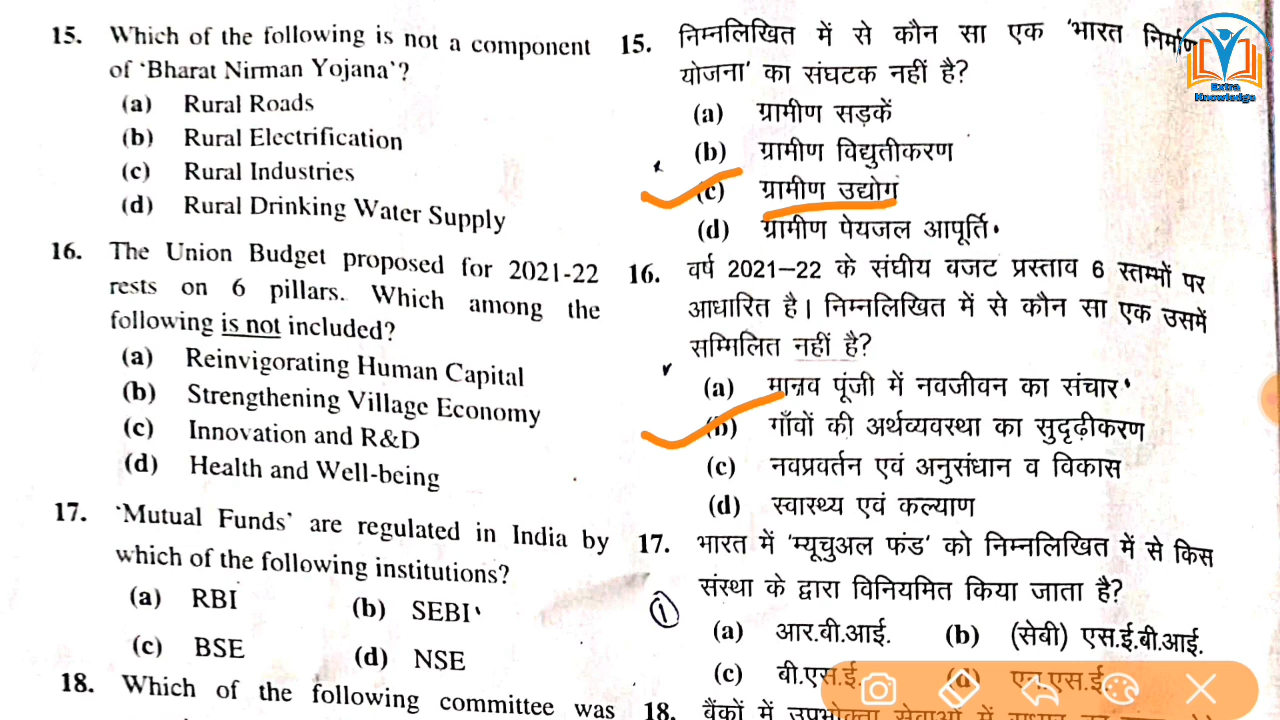 15. Which of the following is not a component
of 'Bharat Nirman Yojana'?
(a) Rural Roads
(b) Rural Electrification
(c) Rural Industries
(d) Rural Drinking Water Supply
16. The Union Budget proposed for 2021-22
rests on 6 pillars. Which among the
following is not included?
(a) Reinvigorating Human Capital
(b) Strengthening Village Economy
(c) Innovation and R&D
(d) Health and Well-being
17. 'Mutual Funds' are regulated in India by
which of the following institutions?
(a) RBI (b) SEBI
(c) BSE (d) NSE
18. Which of the following committee was
15. निम्नलिखित में से कौन सा एक 'भारत निर्माण
योजना' का संघटक नहीं है?
(a) ग्रामीण सड़कें
(b) ग्रामीण विद्युतीकरण
(c) ग्रामीण उद्योग
(d) ग्रामीण पेयजल आपूर्ति
16. वर्ष 2021–22 के संघीय बजट प्रस्ताव 6 स्तम्भों पर
आधारित है। निम्नलिखित में से कौन सा एक उसमें
सम्मिलित नहीं है?
(a) मानव पूंजी में नवजीवन का संचार
(b) गाँवों की अर्थव्यवस्था का सुदृढ़ीकरण
(c) नवप्रवर्तन एवं अनुसंधान व विकास
(d) स्वास्थ्य एवं कल्याण
17. भारत में 'म्यूचुअल फंड' को निम्नलिखित में से किस
संस्था के द्वारा विनियमित किया जाता है?
(a) आर.बी.आई. (b) (सेबी) एस.ई.बी.आई.
(c) बी.एस.ई. (d) एन.एस.ई.
18. बैंकों में उपभोक्ता सेवाओं में
Extra
Knowledge
1